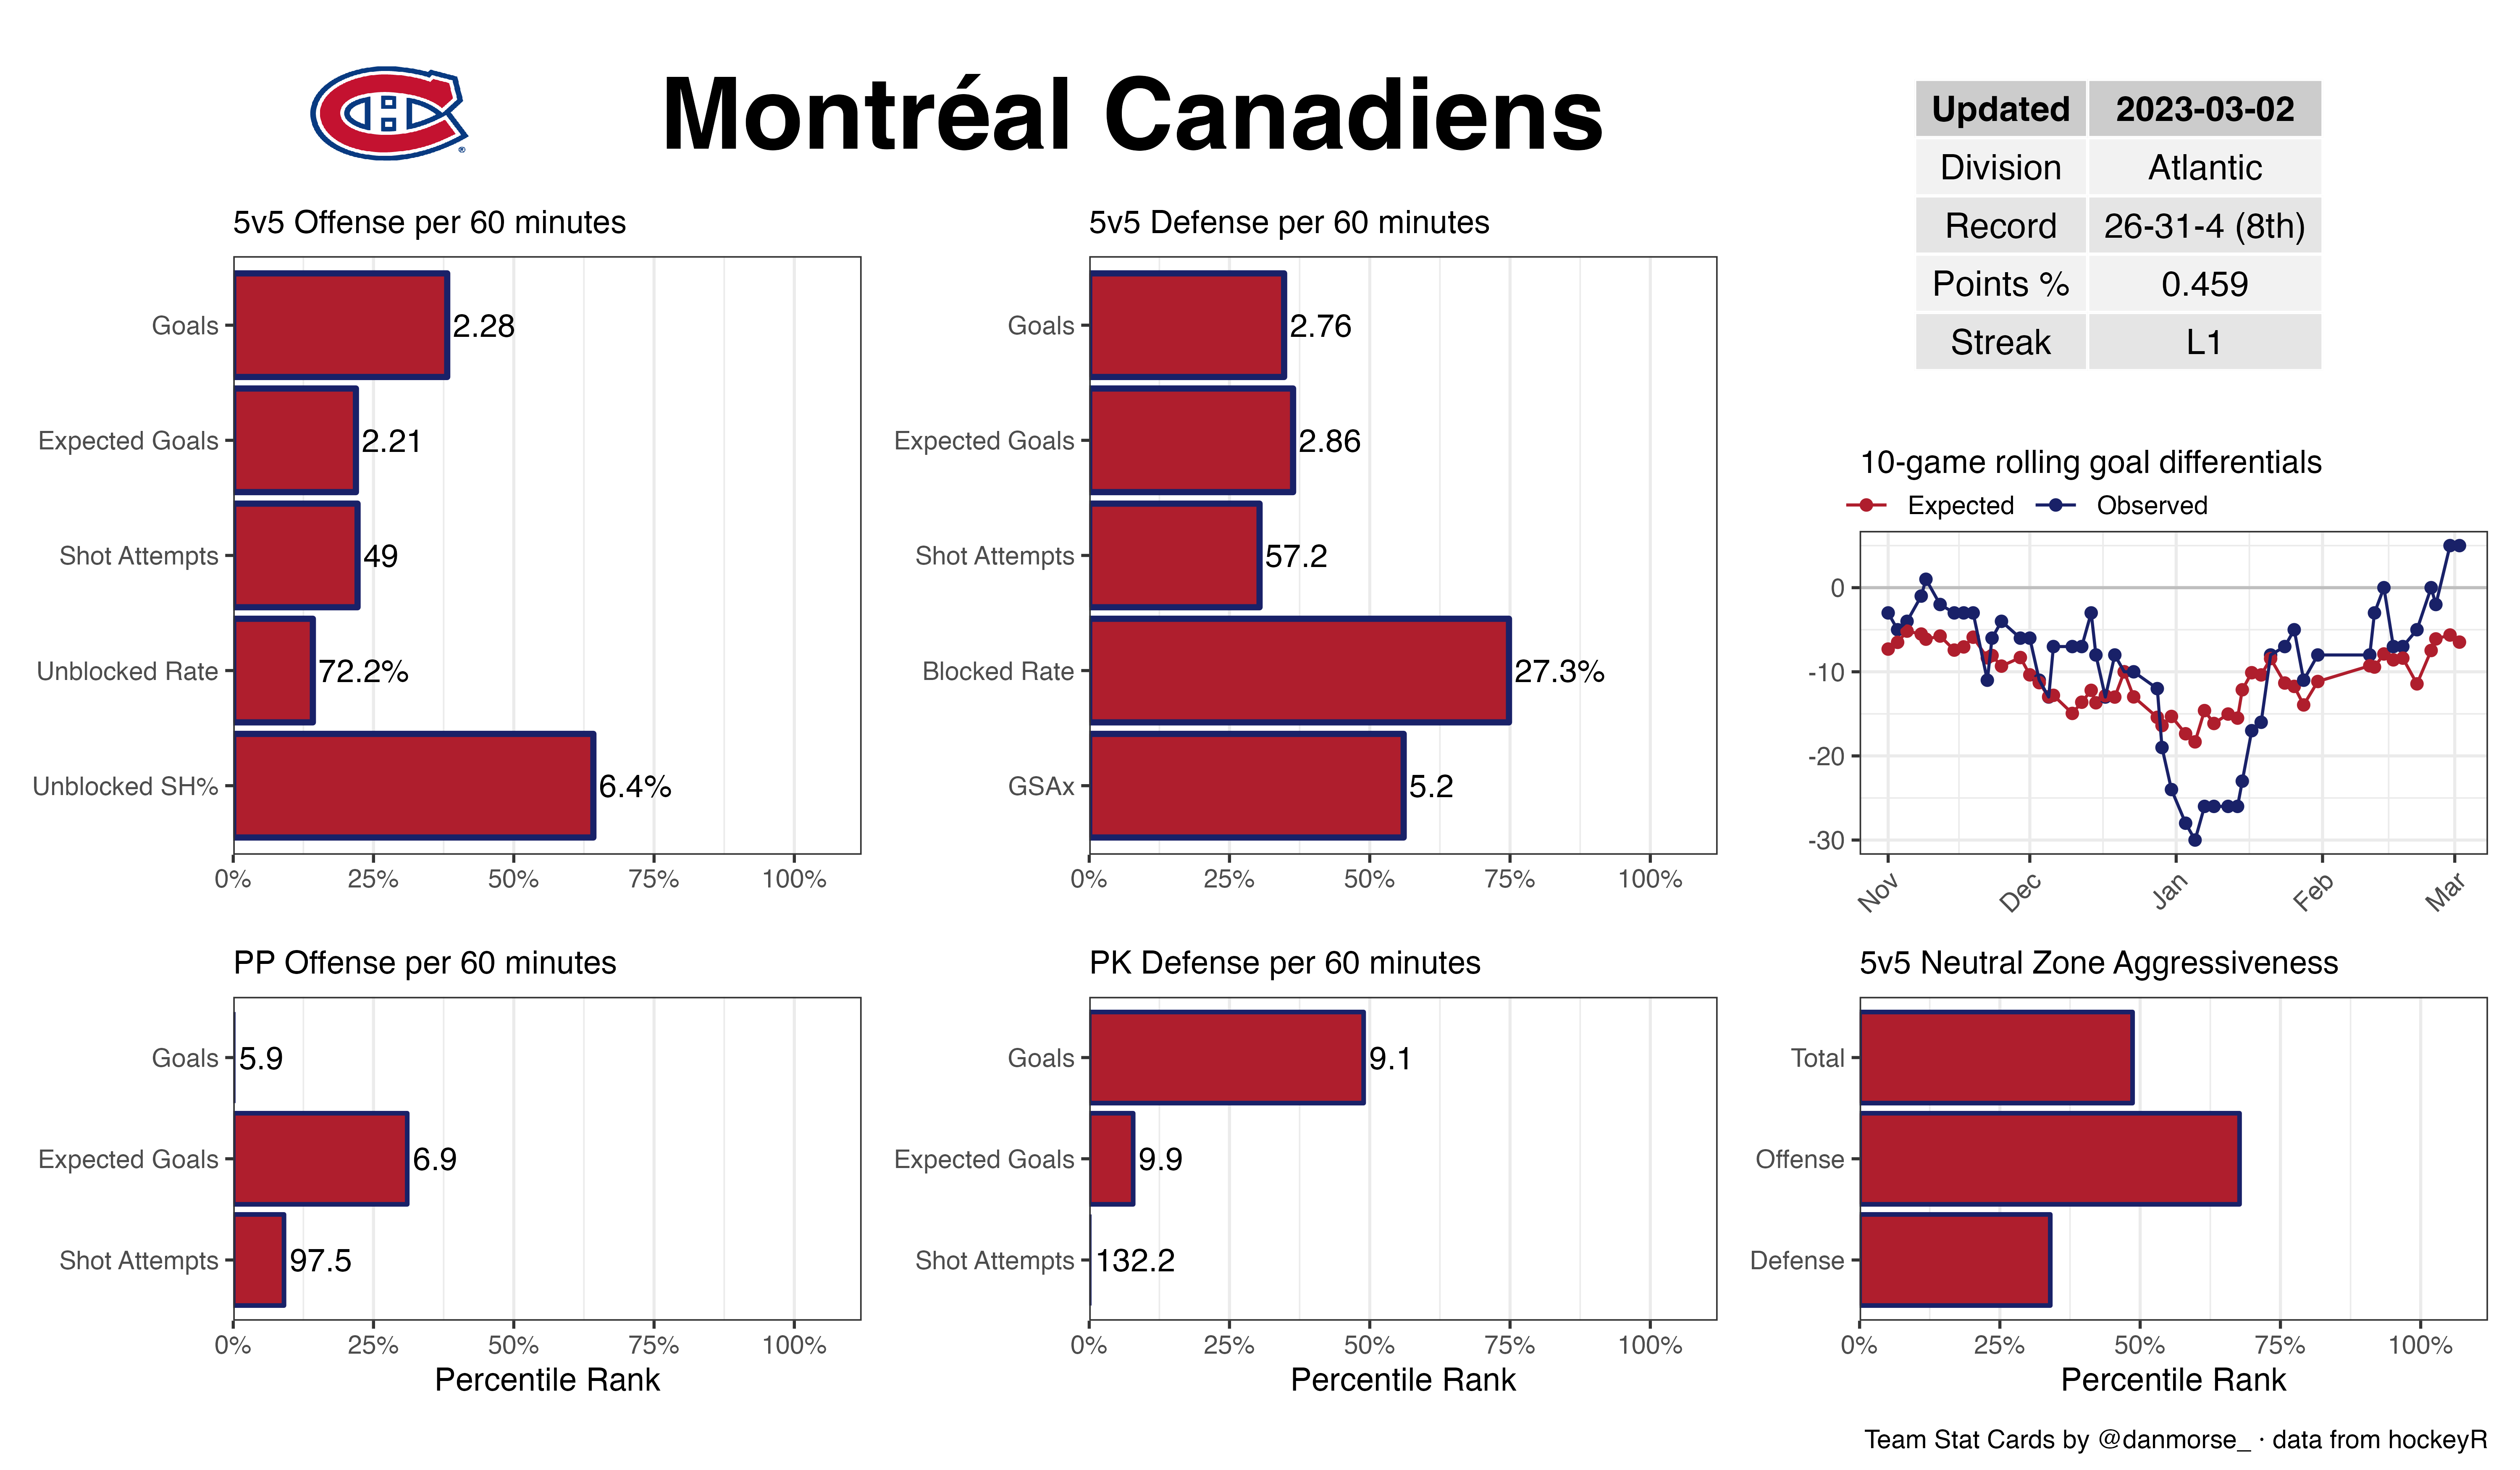 Montréal Canadiens
Updated 2023-03-02
Division Atlantic
Record 26-31-4 (8th)
Points % 0.459
Streak L1
5v5 Offense per 60 minutes
Goals 2.28
Expected Goals 2.21
Shot Attempts 49
Unblocked Rate 72.2%
Unblocked SH% 6.4%
0% 25% 50% 75% 100%
5v5 Defense per 60 minutes
Goals 2.76
Expected Goals 2.86
Shot Attempts 57.2
Blocked Rate 27.3%
GSAx 5.2
0% 25% 50% 75% 100%
10-game rolling goal differentials
Expected Observed
0
-10
-20
-30
Nov Dec Jan Feb Mar
PP Offense per 60 minutes
Goals 5.9
Expected Goals 6.9
Shot Attempts 97.5
0% 25% 50% 75% 100%
Percentile Rank
PK Defense per 60 minutes
Goals 9.1
Expected Goals 9.9
Shot Attempts 132.2
0% 25% 50% 75% 100%
Percentile Rank
5v5 Neutral Zone Aggressiveness
Total
Offense
Defense
0% 25% 50% 75% 100%
Percentile Rank
Team Stat Cards by @danmorse_ · data from hockeyR